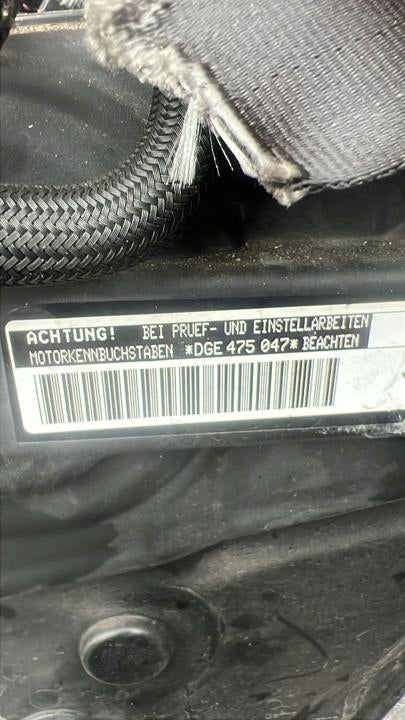 ACHTUNG! BEI PRUEF- UND EINSTELLARBEITEN
MOTORKENNBUCHSTABEN *DGE 475 047* BEACHTEN